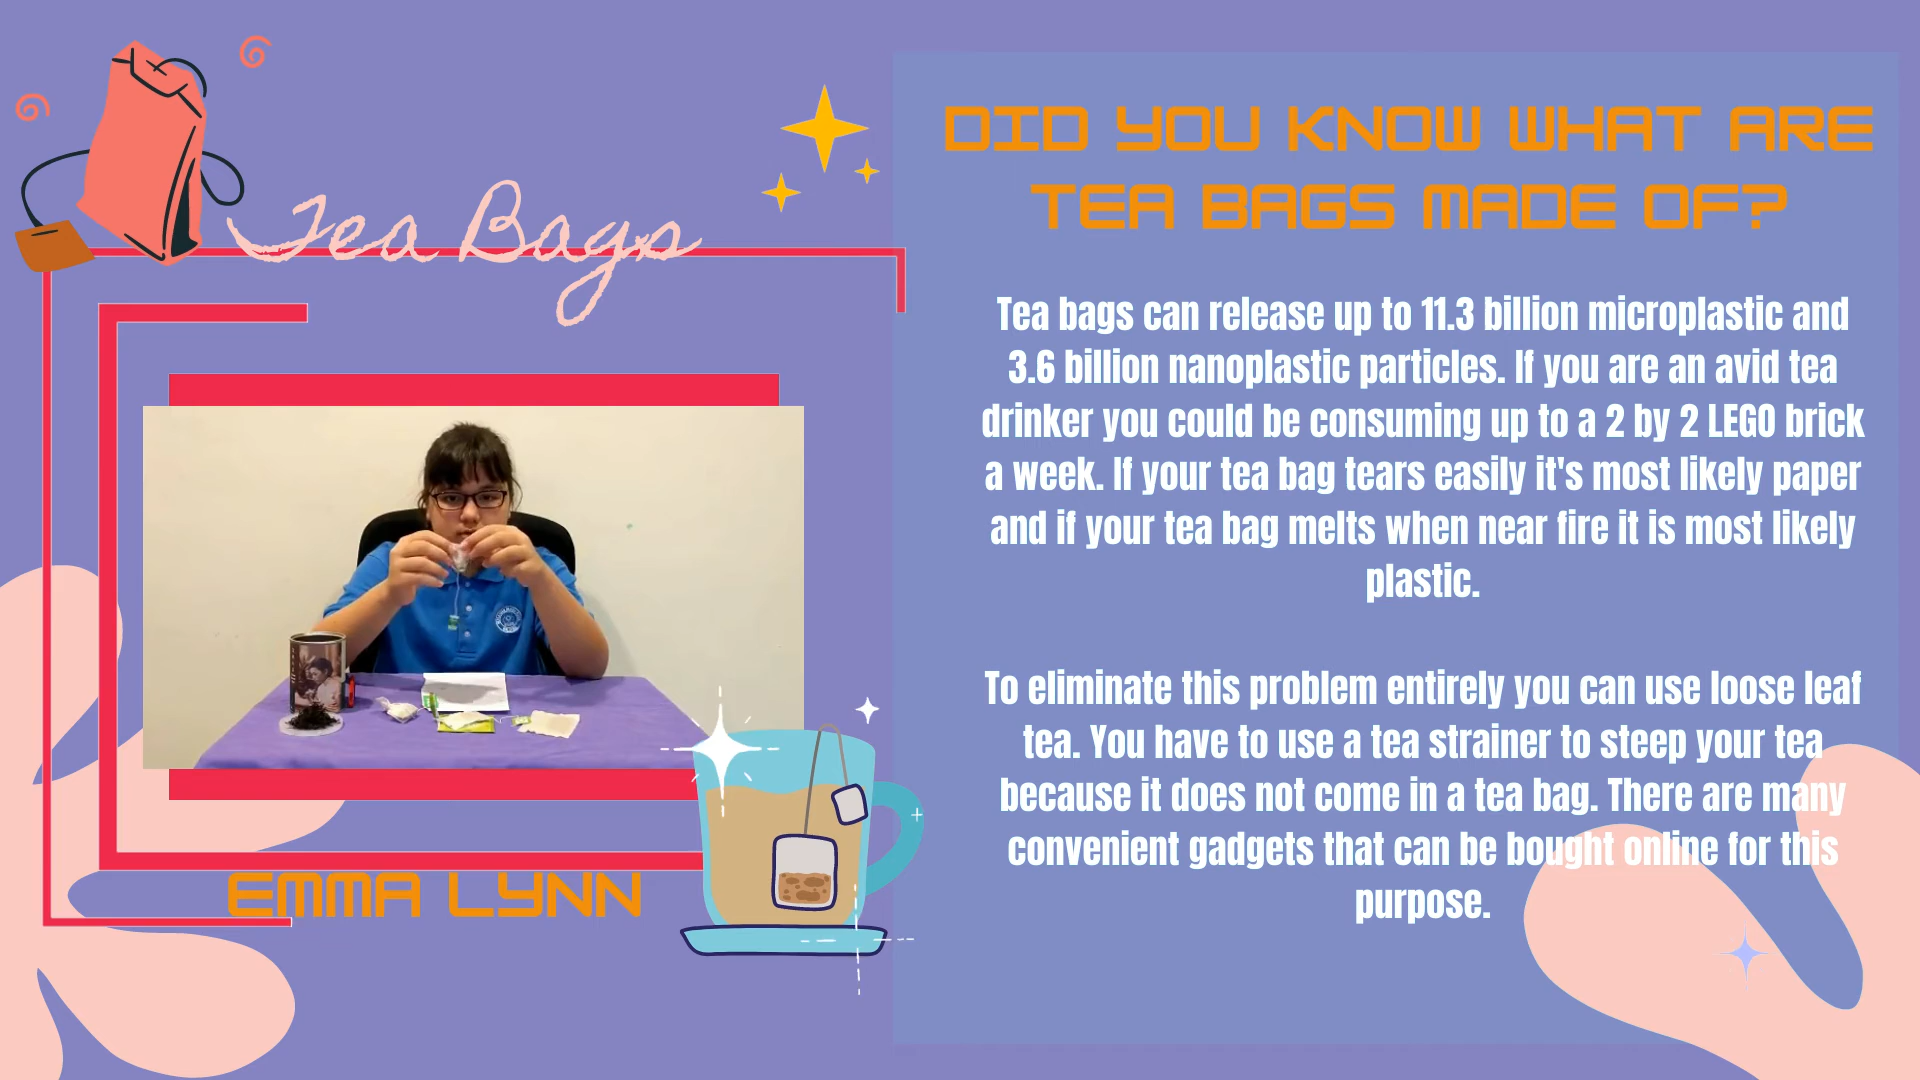 Tea Bags
EMMA LYNN
DID YOU KNOW WHAT ARE
TEA BAGS MADE OF?
Tea bags can release up to 11.3 billion microplastic and
3.6 billion nanoplastic particles. If you are an avid tea
drinker you could be consuming up to a 2 by 2 LEGO brick
a week. If your tea bag tears easily it's most likely paper
and if your tea bag melts when near fire it is most likely
plastic.
To eliminate this problem entirely you can use loose leaf
tea. You have to use a tea strainer to steep your tea
because it does not come in a tea bag. There are many
convenient gadgets that can be bought online for this
purpose.